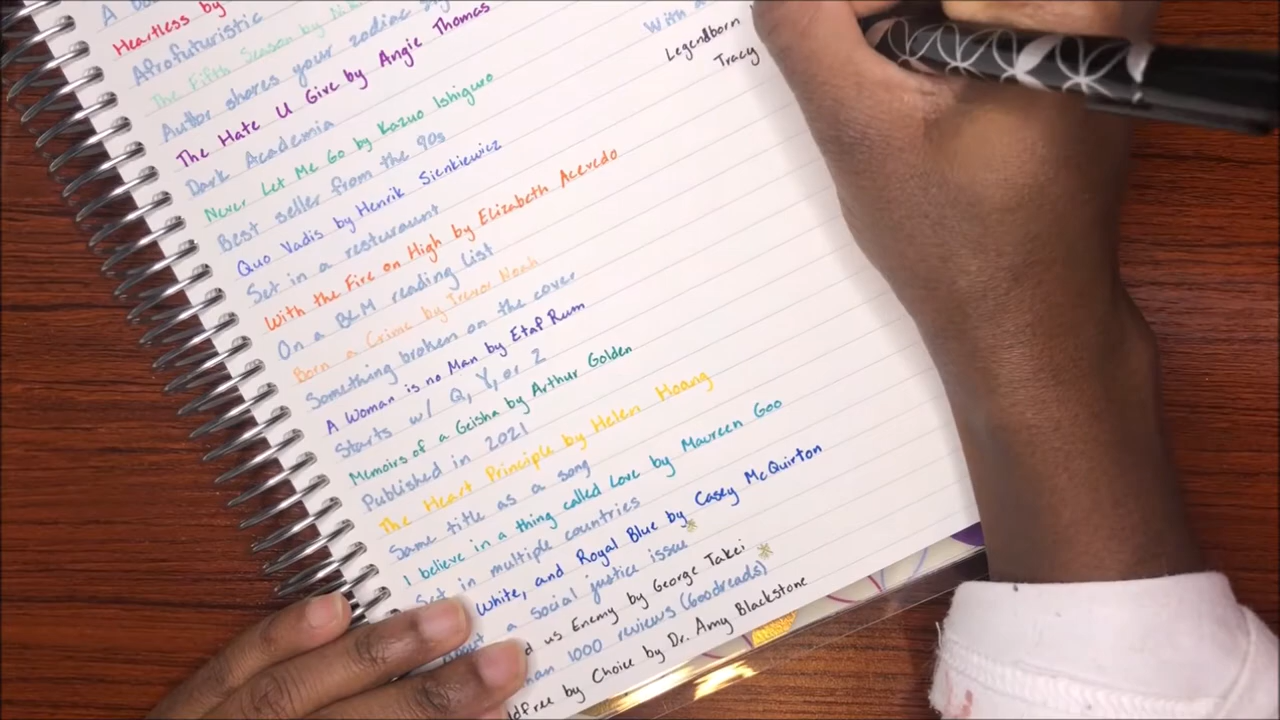 Heartless by
Afrofuturistic
The Fifth Season by
Author shares your zodiac
The Hate U Give by Angie Thomas
Dark Academia
Never Let Me Go by Kazuo Ishiguro
Best seller from the 90s
Quo Vadis by Henrik Sienkiewicz
Set in a resturaunt
With the Fire on High by Elizabeth Acevedo
On a BLM reading list
Born a Crime by Trevor Noah
Something broken on the cover
A Woman is no Man by Etaf Rum
Starts w/ Q, Y, or Z
Memoirs of a Geisha by Arthur Golden
Published in 2021
The Heart Principle by Helen Hoang
Same title as a song
I believe in a thing called Love by Maureen Goo
Set in multiple countries
White, and Royal Blue by Casey McQuirton
About a social justice issue
us Enemy by George Takei
1000 reviews (Goodreads)
by Choice by Dr. Amy Blackstone
With a
Legendborn
Tracy